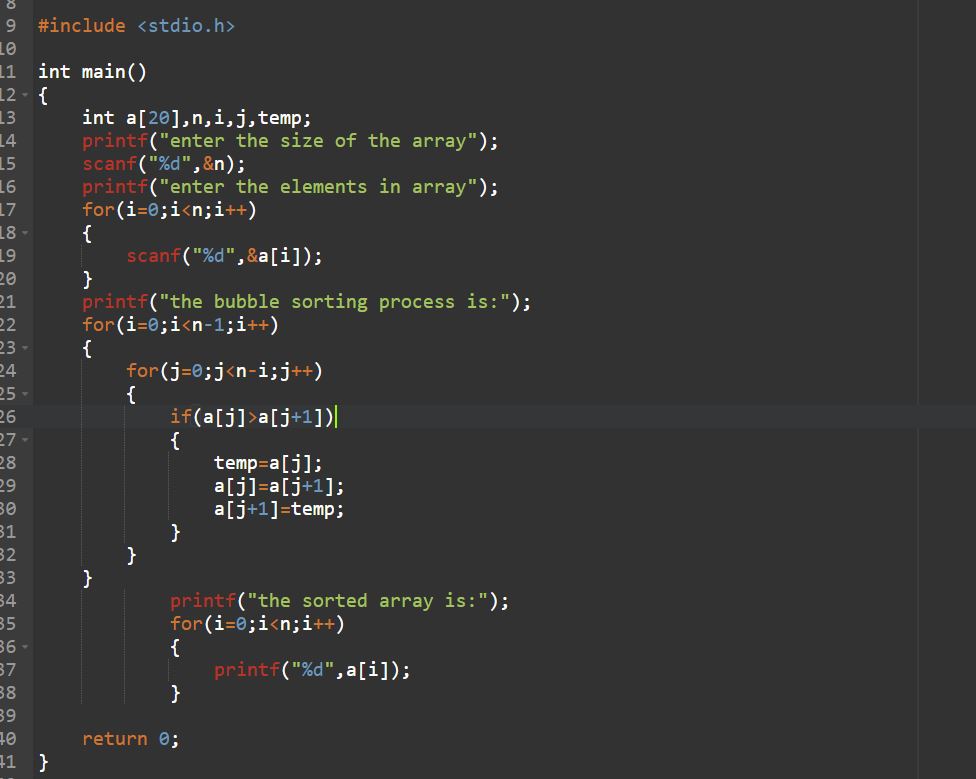 8
9 #include <stdio.h>
10
11 int main()
12 {
13     int a[20],n,i,j,temp;
14     printf("enter the size of the array");
15     scanf("%d",&n);
16     printf("enter the elements in array");
17     for(i=0;i<n;i++)
18     {
19         scanf("%d",&a[i]);
20     }
21     printf("the bubble sorting process is:");
22     for(i=0;i<n-1;i++)
23     {
24         for(j=0;j<n-i;j++)
25         {
26             if(a[j]>a[j+1])
27             {
28                 temp=a[j];
29                 a[j]=a[j+1];
30                 a[j+1]=temp;
31             }
32         }
33     }
34             printf("the sorted array is:");
35             for(i=0;i<n;i++)
36             {
37                 printf("%d",a[i]);
38             }
39
40     return 0;
41 }